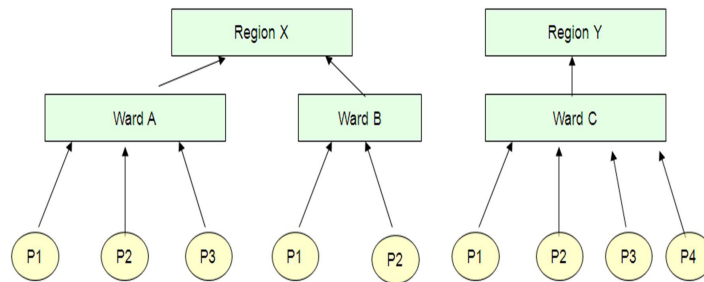 Region X
Region Y
Ward A
Ward B
Ward C
P1
P2
P3
P1
P2
P1
P2
P3
P4